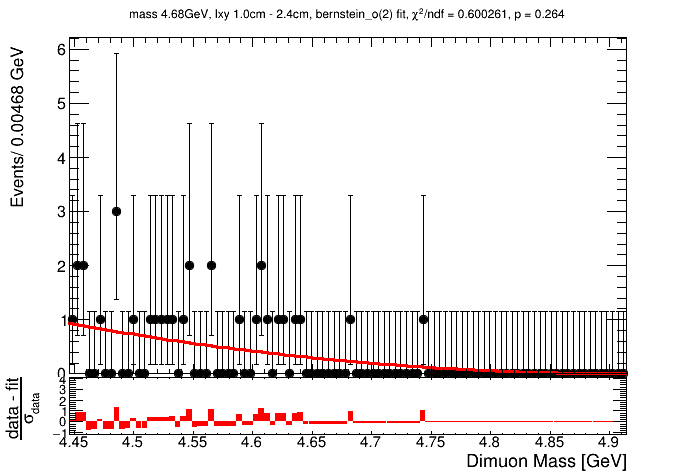 mass 4.68GeV, lxy 1.0cm - 2.4cm, bernstein_o(2) fit, χ²/ndf = 0.600261, p = 0.264
Events/ 0.00468 GeV
6
5
4
3
2
1
0
data - fit
σ_data
4
3
2
1
0
−1
4.45 4.5 4.55 4.6 4.65 4.7 4.75 4.8 4.85 4.9
Dimuon Mass [GeV]